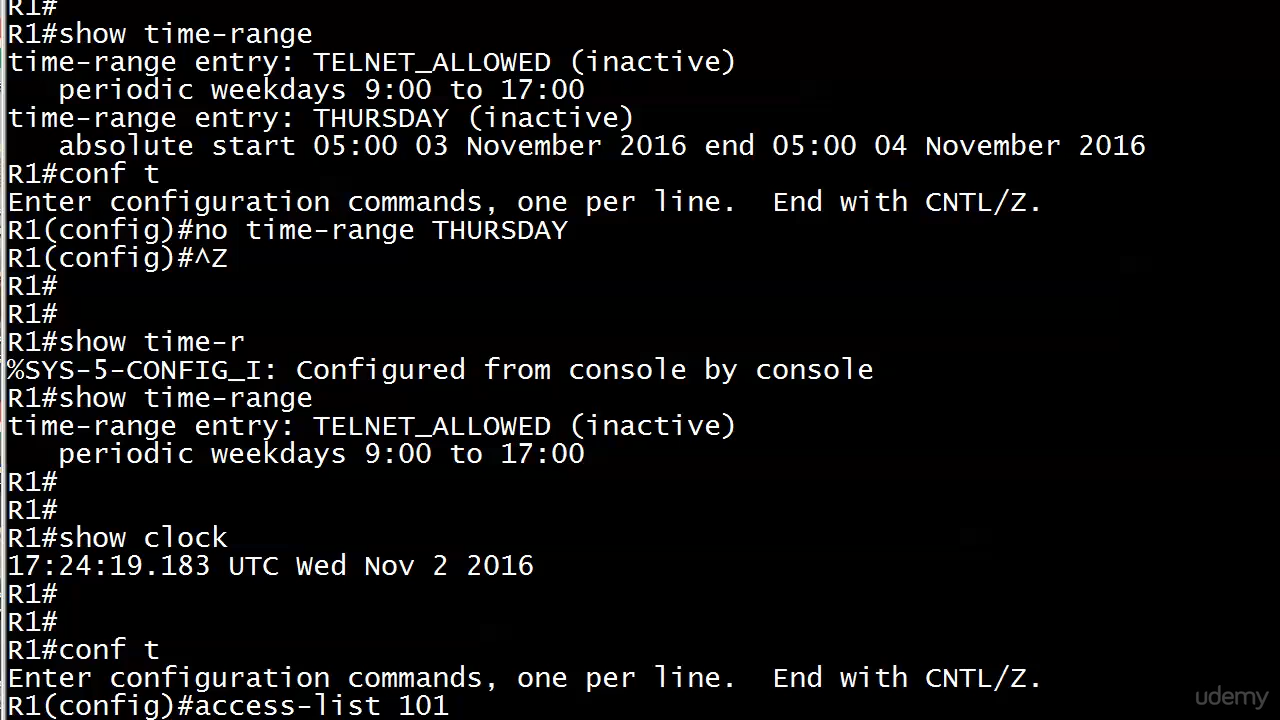 R1#
R1#show time-range
time-range entry: TELNET_ALLOWED (inactive)
   periodic weekdays 9:00 to 17:00
time-range entry: THURSDAY (inactive)
   absolute start 05:00 03 November 2016 end 05:00 04 November 2016
R1#conf t
Enter configuration commands, one per line.  End with CNTL/Z.
R1(config)#no time-range THURSDAY
R1(config)#^Z
R1#
R1#
R1#show time-r
%SYS-5-CONFIG_I: Configured from console by console
R1#show time-range
time-range entry: TELNET_ALLOWED (inactive)
   periodic weekdays 9:00 to 17:00
R1#
R1#
R1#show clock
17:24:19.183 UTC Wed Nov 2 2016
R1#
R1#
R1#conf t
Enter configuration commands, one per line.  End with CNTL/Z.
R1(config)#access-list 101
udemy